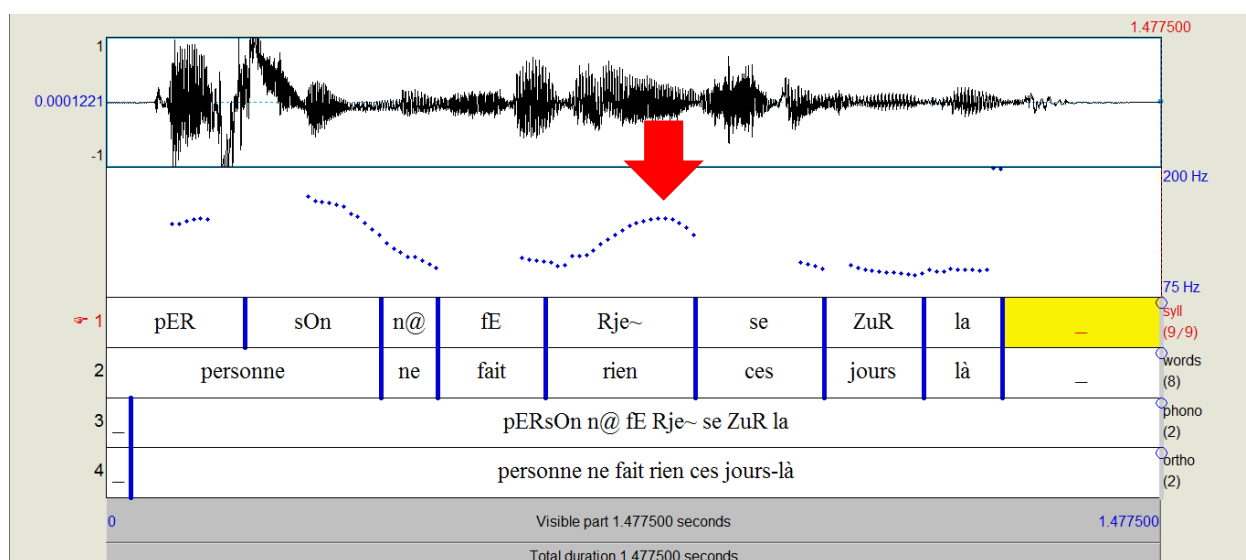 1.477500
1
0.0001221
-1
200 Hz
75 Hz
☞ 1 pER sOn n@ fE Rje~ se ZuR la _ syll (9/9)
2 personne ne fait rien ces jours là _ words (8)
3 _ pERsOn n@ fE Rje~ se ZuR la phono (2)
4 _ personne ne fait rien ces jours-là ortho (2)
0 Visible part 1.477500 seconds 1.477500
Total duration 1.477500 seconds